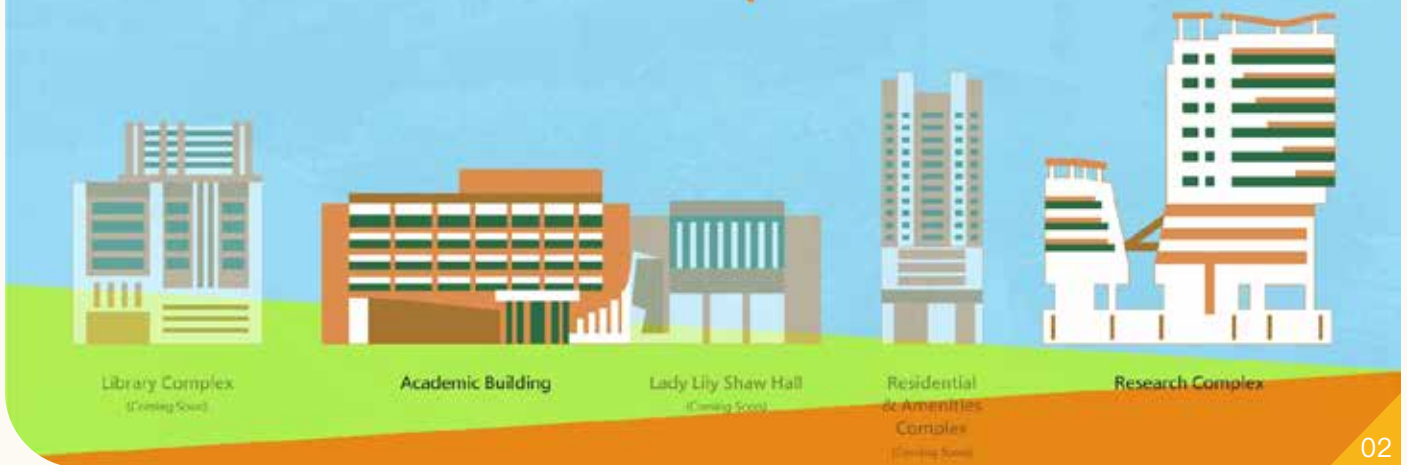 Library Complex
(Coming Soon)
Academic Building
Lady Lily Shaw Hall
(Coming Soon)
Residential
& Amenities
Complex
(Coming Soon)
Research Complex
02